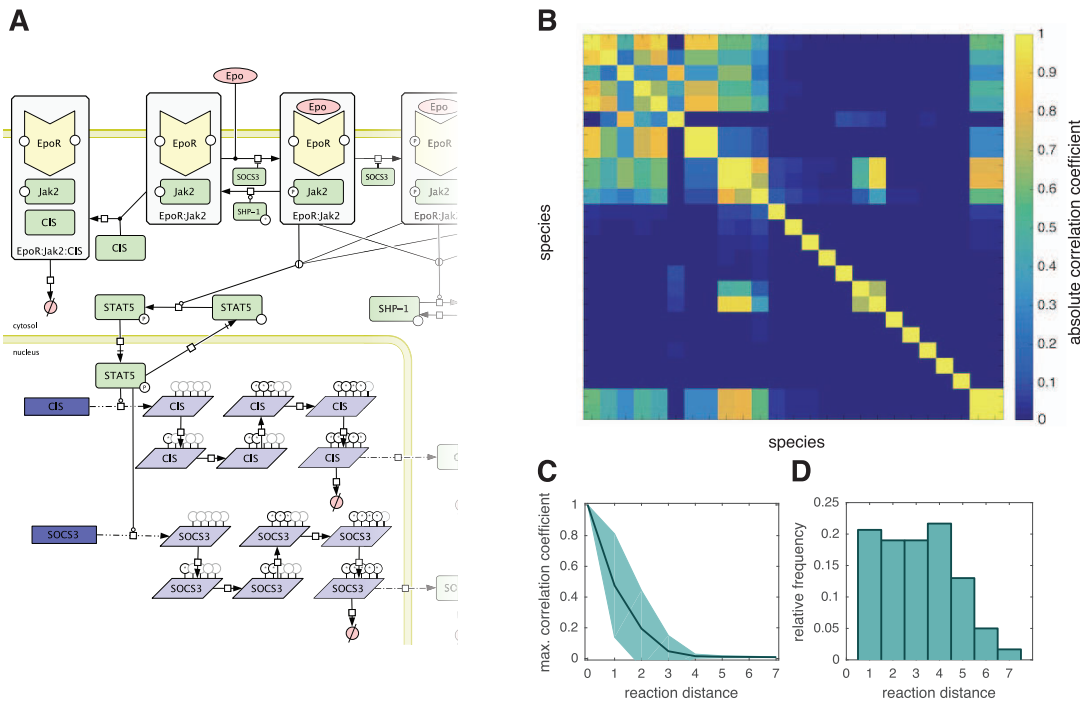 A
Epo
EpoR
EpoR
Epo
EpoR
Epo
EpoR
P
SOCS3
SOCS3
Jak2
Jak2
P
Jak2
P
Jak2
SHP-1
CIS
EpoR:Jak2
EpoR:Jak2
EpoR:Jak2
CIS
EpoR:Jak2:CIS
STAT5
P
STAT5
SHP-1
cytosol
nucleus
STAT5
P
CIS
CIS
CIS
CIS
CIS
CIS
CIS
SOCS3
SOCS3
SOCS3
SOCS3
SOCS3
SOCS3
SOCS3
B
species
species
1
0.9
0.8
0.7
0.6
0.5
0.4
0.3
0.2
0.1
0
absolute correlation coefficient
C
max. correlation coefficient
1
0.8
0.6
0.4
0.2
0
0 1 2 3 4 5 6 7
reaction distance
D
relative frequency
0.25
0.2
0.15
0.1
0.05
0
0 1 2 3 4 5 6 7
reaction distance